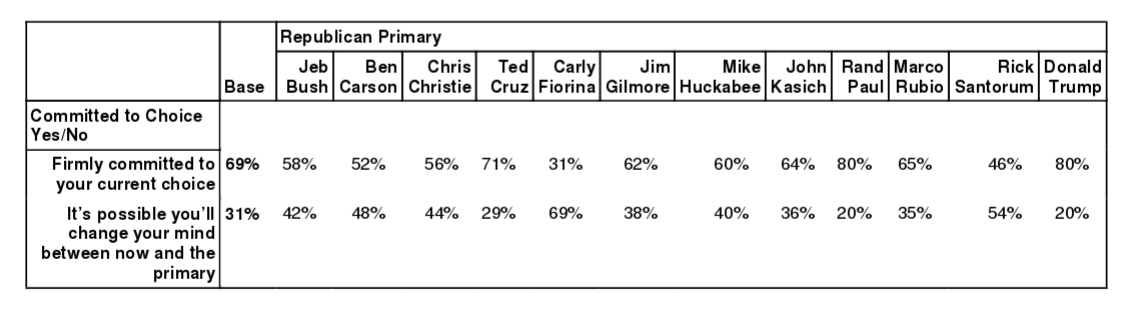 Republican Primary
Base Jeb Bush Ben Carson Chris Christie Ted Cruz Carly Fiorina Jim Gilmore Mike Huckabee John Kasich Rand Paul Marco Rubio Rick Santorum Donald Trump
Committed to Choice
Yes/No
Firmly committed to 69% 58% 52% 56% 71% 31% 62% 60% 64% 80% 65% 46% 80%
your current choice
It's possible you'll 31% 42% 48% 44% 29% 69% 38% 40% 36% 20% 35% 54% 20%
change your mind
between now and the
primary